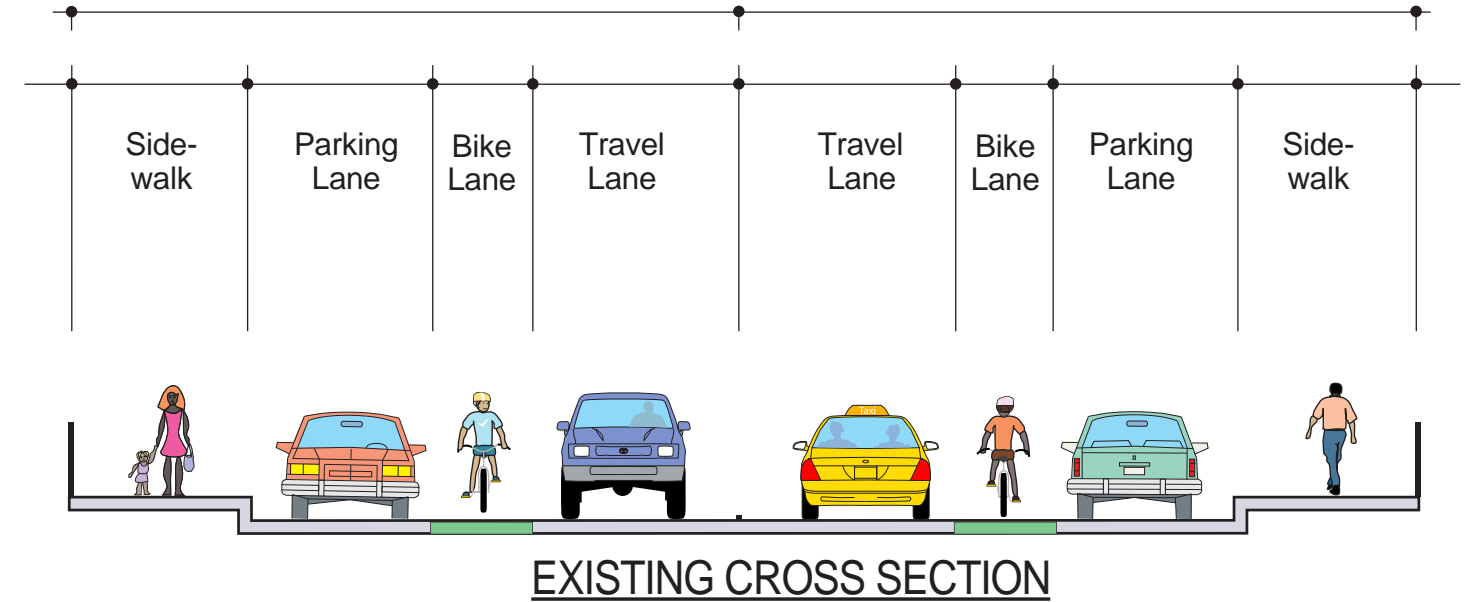 Side-
walk
Parking
Lane
Bike
Lane
Travel
Lane
Travel
Lane
Bike
Lane
Parking
Lane
Side-
walk
Taxi
EXISTING CROSS SECTION